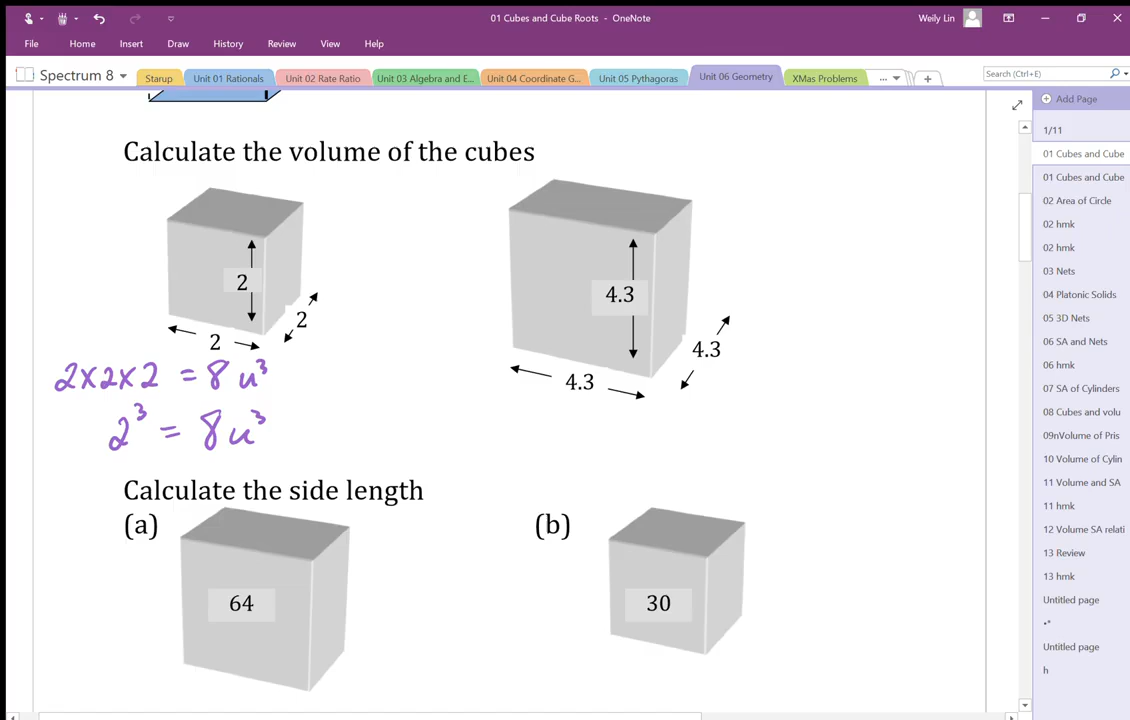 01 Cubes and Cube Roots - OneNote
Weily Lin
File Home Insert Draw History Review View Help
Spectrum 8
Starup
Unit 01 Rationals
Unit 02 Rate Ratio
Unit 03 Algebra and E...
Unit 04 Coordinate G...
Unit 05 Pythagoras
Unit 06 Geometry
XMas Problems
...
Search (Ctrl+E)
Calculate the volume of the cubes
2
2
2
2×2×2 = 8 u³
2³ = 8u³
4.3
4.3
4.3
Calculate the side length
(a)
64
(b)
30
Add Page
1/11
01 Cubes and Cube
01 Cubes and Cube
02 Area of Circle
02 hmk
02 hmk
03 Nets
04 Platonic Solids
05 3D Nets
06 SA and Nets
06 hmk
07 SA of Cylinders
08 Cubes and volu
09nVolume of Pris
10 Volume of Cylin
11 Volume and SA
11 hmk
12 Volume SA relati
13 Review
13 hmk
Untitled page
•*
Untitled page
h